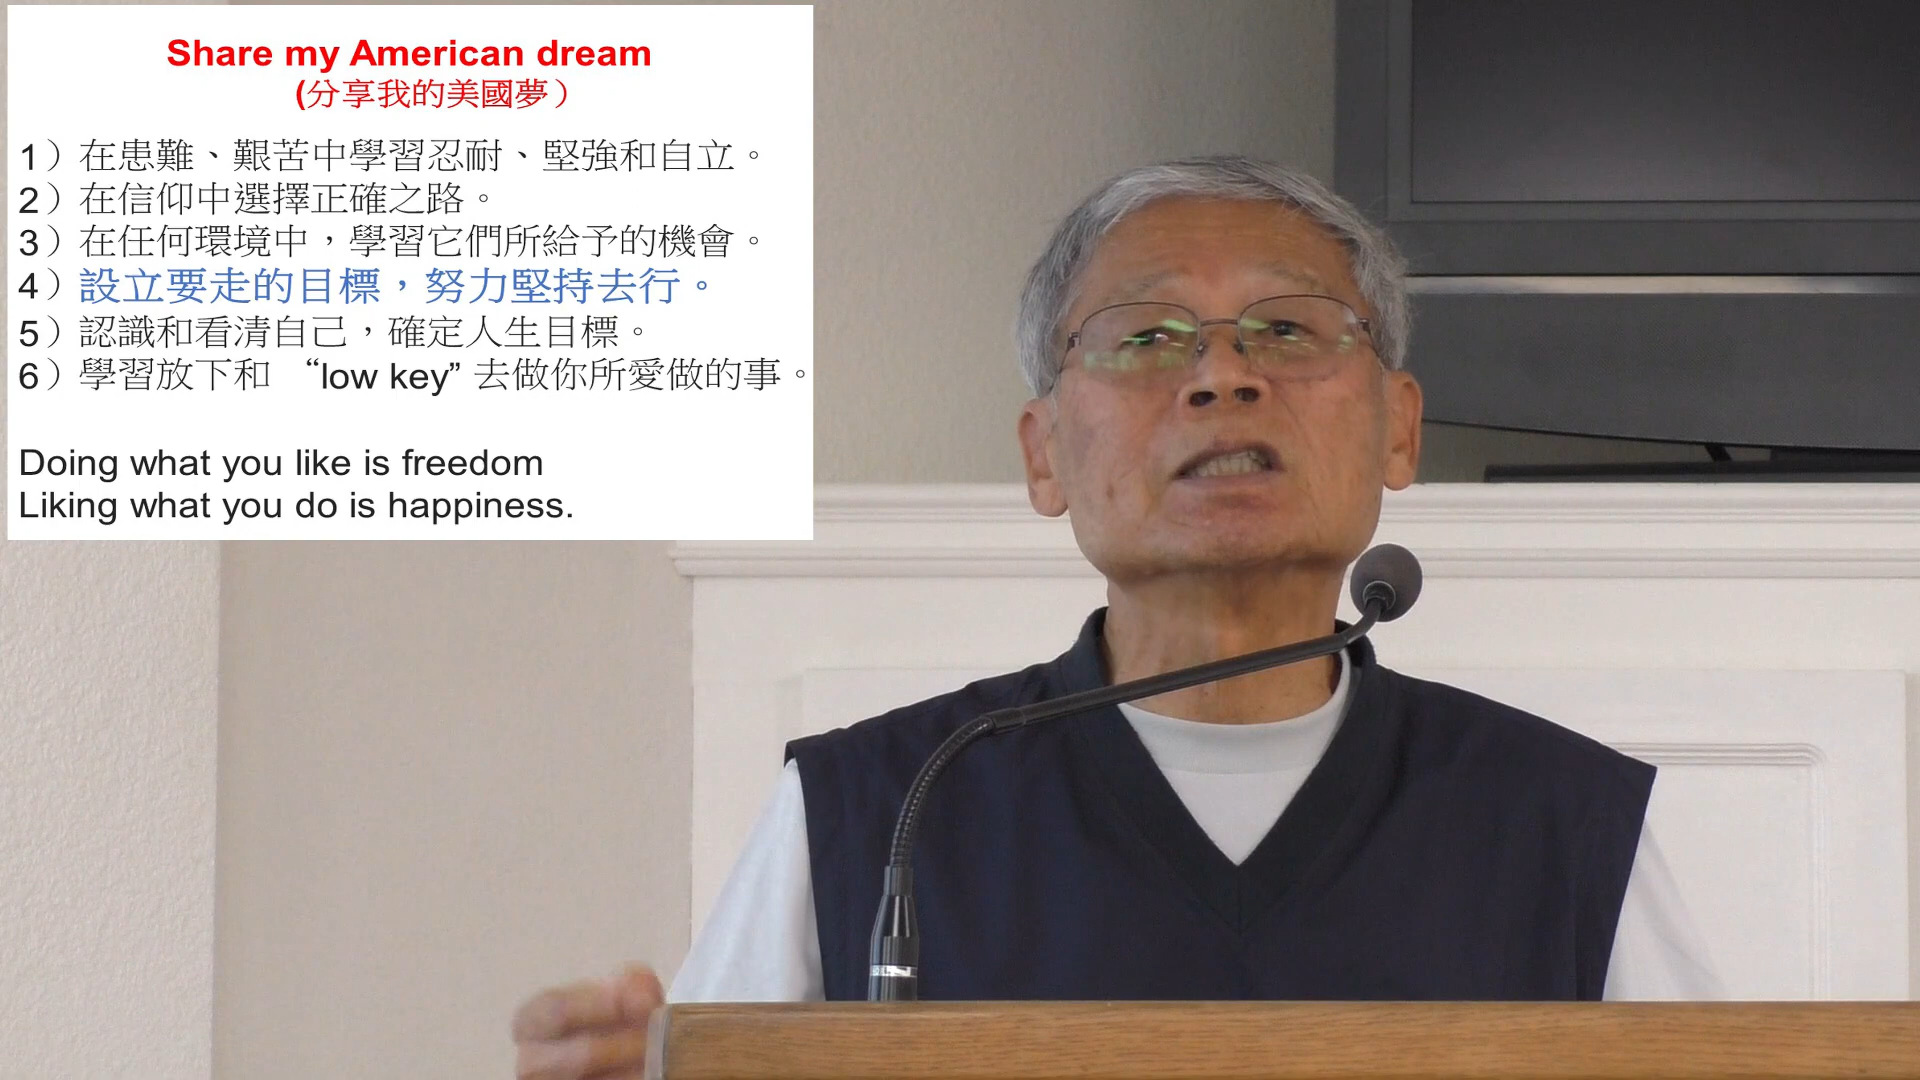 Share my American dream
(分享我的美國夢）
1）在患難、艱苦中學習忍耐、堅強和自立。
2）在信仰中選擇正確之路。
3）在任何環境中，學習它們所給予的機會。
4）設立要走的目標，努力堅持去行。
5）認識和看清自己，確定人生目標。
6）學習放下和 “low key” 去做你所愛做的事。
Doing what you like is freedom
Liking what you do is happiness.